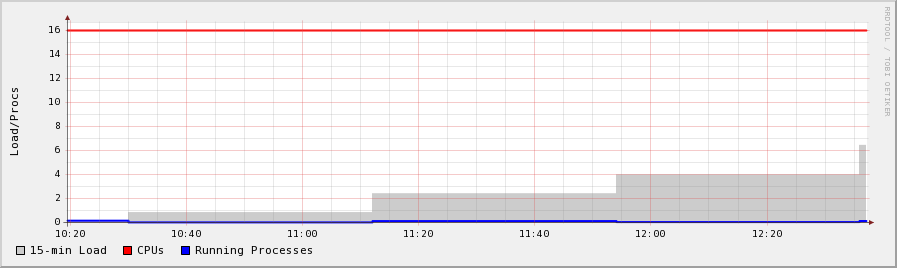 RRDTOOL / TOBI OETIKER
Load/Procs
16
14
12
10
8
6
4
2
0
10:20 10:40 11:00 11:20 11:40 12:00 12:20
15-min Load CPUs Running Processes